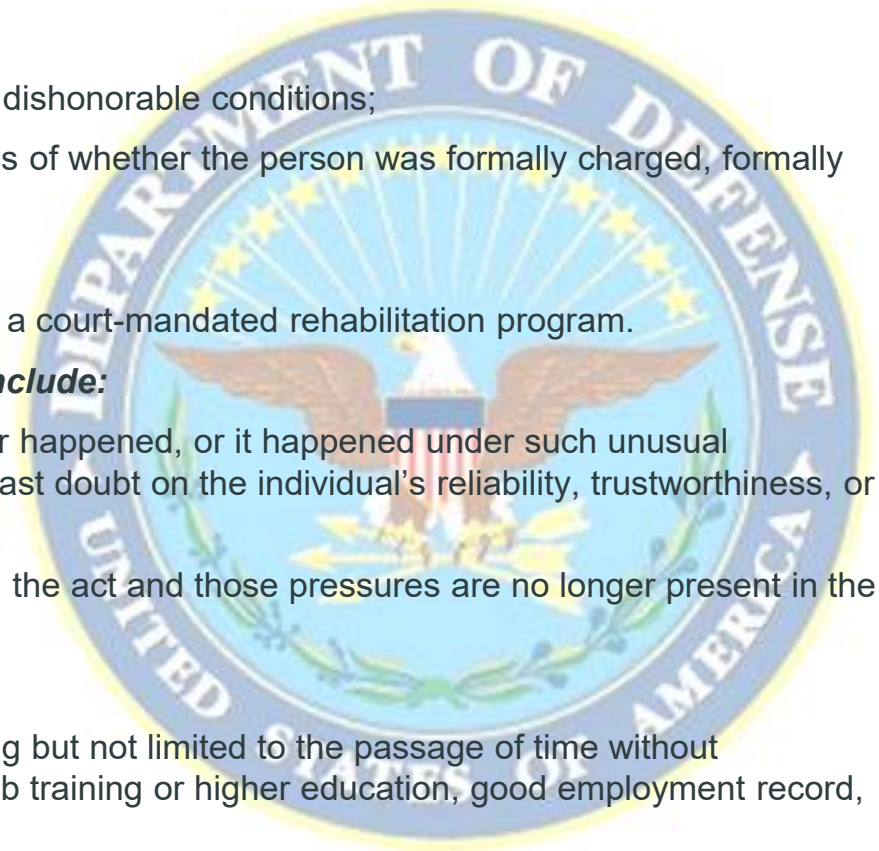 DEPARTMENT OF DEFENSE
dishonorable conditions;
s of whether the person was formally charged, formally
a court-mandated rehabilitation program.
nclude:
r happened, or it happened under such unusual
ast doubt on the individual’s reliability, trustworthiness, or
the act and those pressures are no longer present in the
g but not limited to the passage of time without
b training or higher education, good employment record,
UNITED STATES OF AMERICA